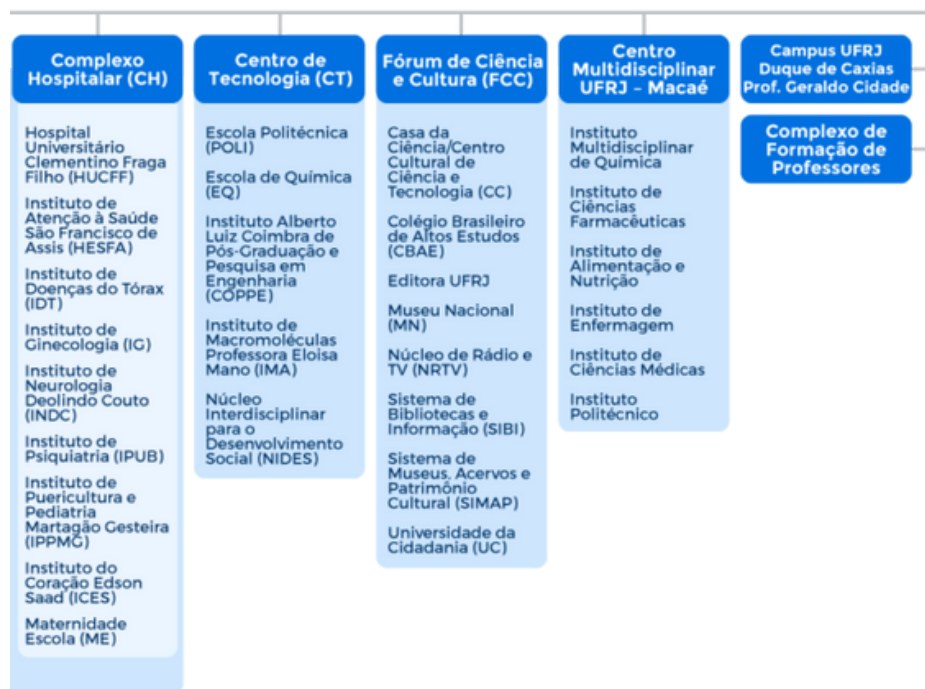 Complexo
Hospitalar (CH)
Hospital
Universitário
Clementino Fraga
Filho (HUCFF)
Instituto de
Atenção à Saúde
São Francisco de
Assis (HESFA)
Instituto de
Doenças do Tórax
(IDT)
Instituto de
Ginecologia (IG)
Instituto de
Neurologia
Deolindo Couto
(INDC)
Instituto de
Psiquiatria (IPUB)
Instituto de
Puericultura e
Pediatria
Martagão Gesteira
(IPPMG)
Instituto do
Coração Edson
Saad (ICES)
Maternidade
Escola (ME)
Centro de
Tecnologia (CT)
Escola Politécnica
(POLI)
Escola de Química
(EQ)
Instituto Alberto
Luiz Coimbra de
Pós-Graduação e
Pesquisa em
Engenharia
(COPPE)
Instituto de
Macromoléculas
Professora Eloisa
Mano (IMA)
Núcleo
Interdisciplinar
para o
Desenvolvimento
Social (NIDES)
Fórum de Ciência
e Cultura (FCC)
Casa da
Ciência/Centro
Cultural de
Ciência e
Tecnologia (CC)
Colégio Brasileiro
de Altos Estudos
(CBAE)
Editora UFRJ
Museu Nacional
(MN)
Núcleo de Rádio e
TV (NRTV)
Sistema de
Bibliotecas e
Informação (SIBI)
Sistema de
Museus, Acervos e
Patrimônio
Cultural (SIMAP)
Universidade da
Cidadania (UC)
Centro
Multidisciplinar
UFRJ – Macaé
Instituto
Multidisciplinar
de Química
Instituto de
Ciências
Farmacêuticas
Instituto de
Alimentação e
Nutrição
Instituto de
Enfermagem
Instituto de
Ciências Médicas
Instituto
Politécnico
Campus UFRJ
Duque de Caxias
Prof. Geraldo Cidade
Complexo de
Formação de
Professores